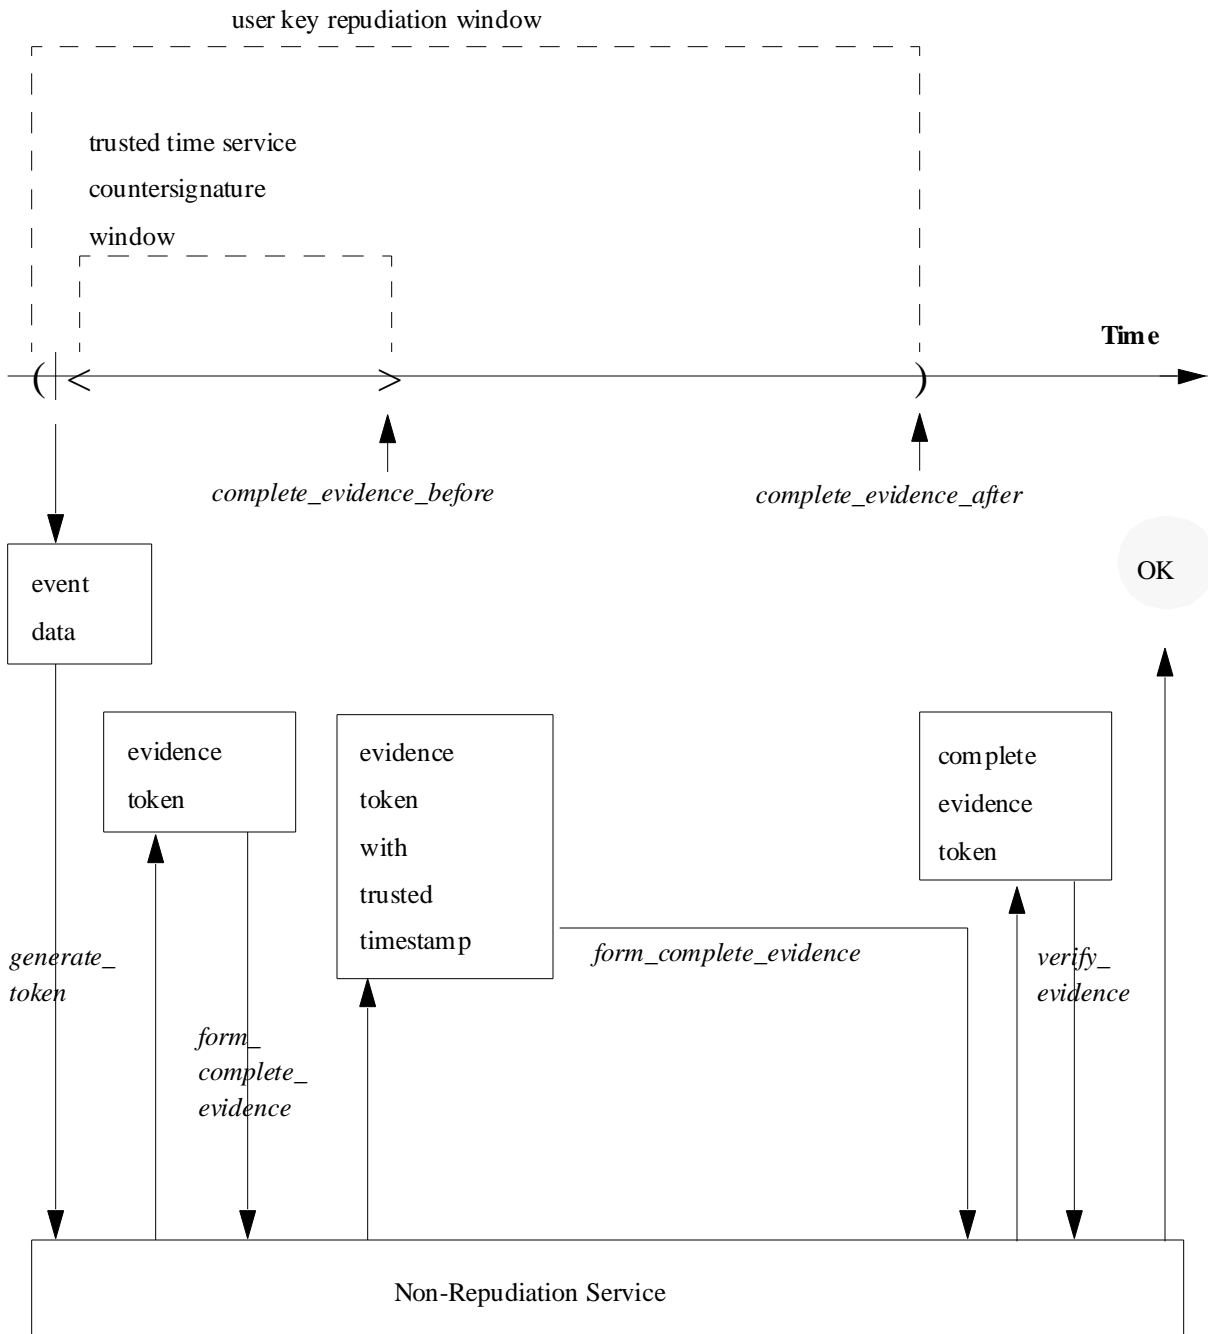 user key repudiation window
trusted time service
countersignature
window
Time
( < > )
complete_evidence_before
complete_evidence_after
event
data
OK
evidence
token
evidence
token
with
trusted
timestamp
complete
evidence
token
generate_
token
form_
complete_
evidence
form_complete_evidence
verify_
evidence
Non-Repudiation Service